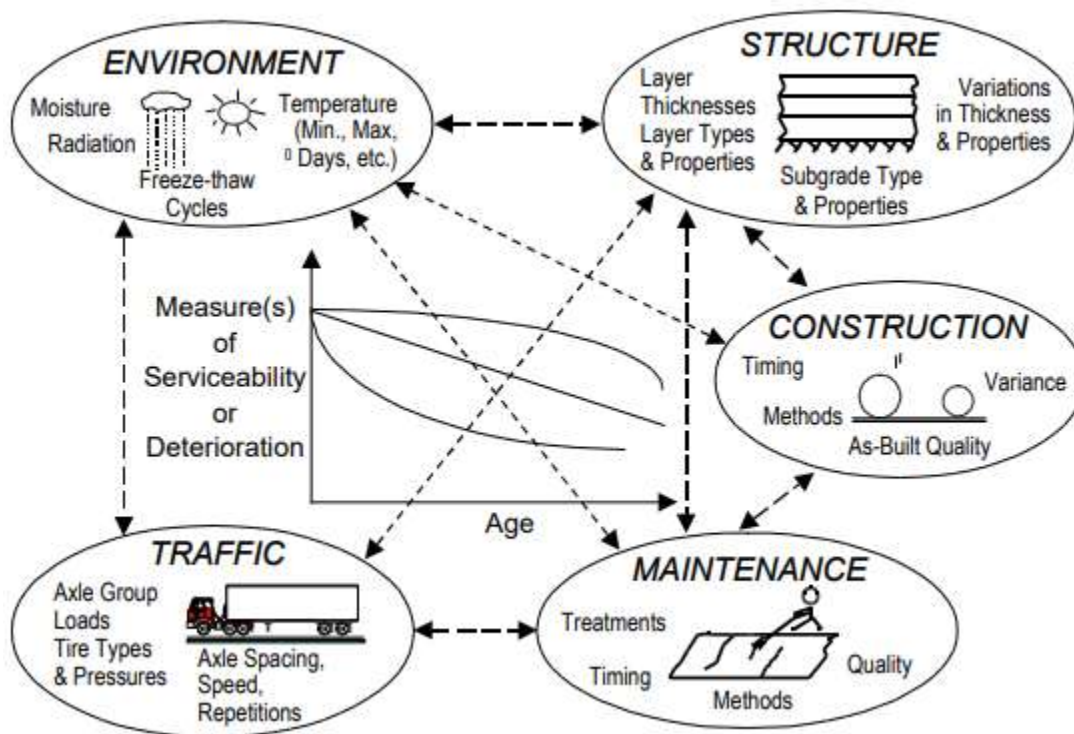 ENVIRONMENT
Moisture
Radiation
Temperature
(Min., Max,
▯ Days, etc.)
Freeze-thaw
Cycles
STRUCTURE
Layer
Thicknesses
Layer Types
& Properties
Variations
in Thickness
& Properties
Subgrade Type
& Properties
Measure(s)
of
Serviceability
or
Deterioration
Age
CONSTRUCTION
Timing
Variance
Methods
As-Built Quality
TRAFFIC
Axle Group
Loads
Tire Types
& Pressures
Axle Spacing,
Speed,
Repetitions
MAINTENANCE
Treatments
Timing
Quality
Methods